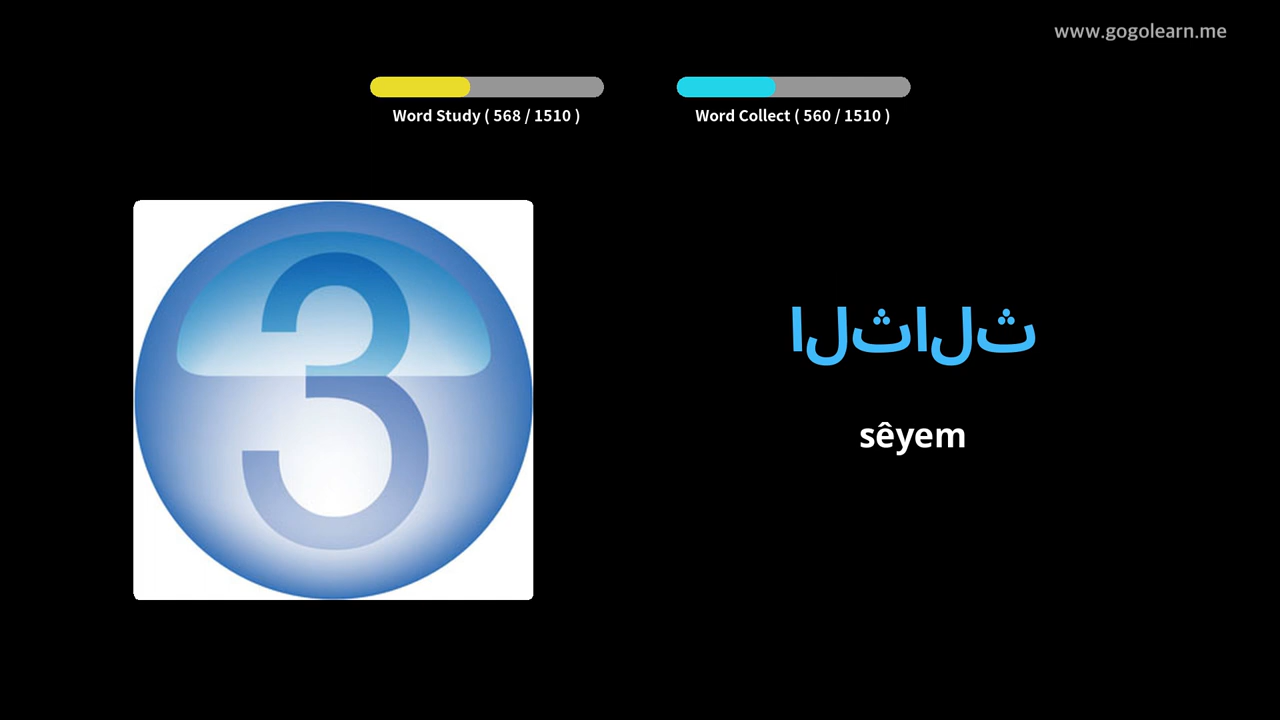 www.gogolearn.me
Word Study ( 568 / 1510 )
Word Collect ( 560 / 1510 )
3
الثالث
sêyem